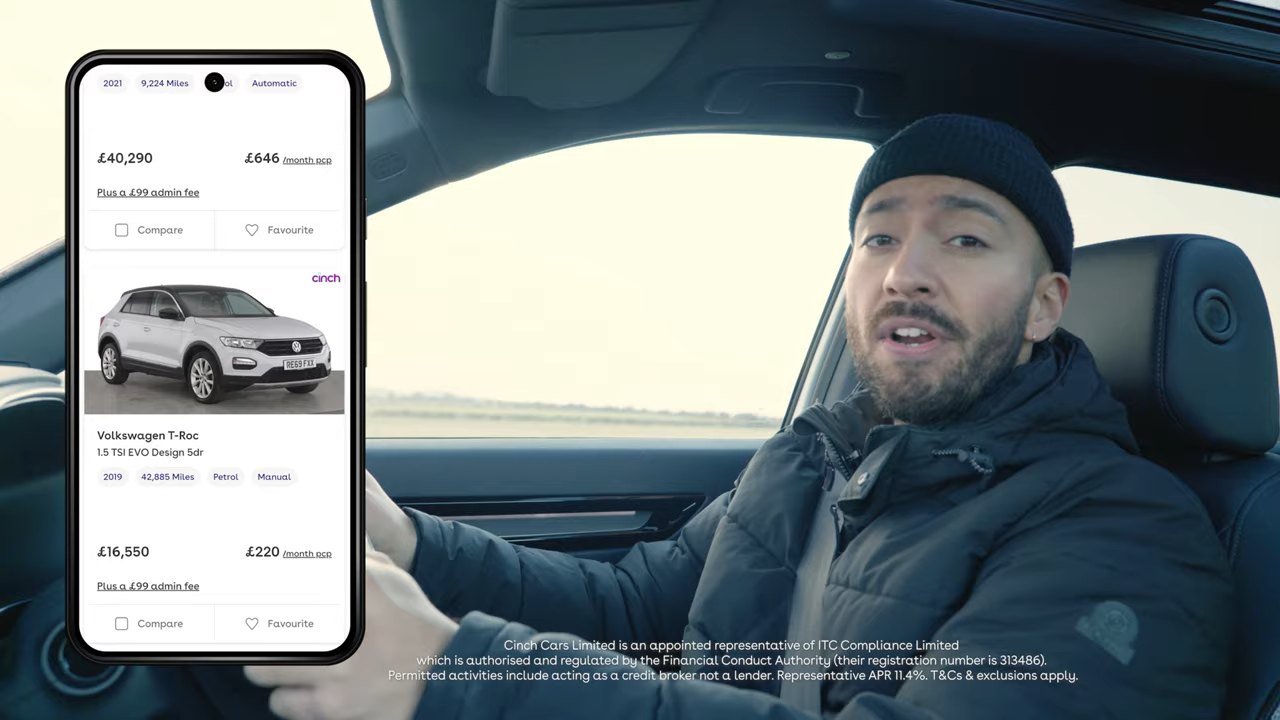 2021 9,224 Miles ol Automatic
£40,290 £646 /month pcp
Plus a £99 admin fee
Compare Favourite
cinch
RE69 FXX
Volkswagen T-Roc
1.5 TSI EVO Design 5dr
2019 42,885 Miles Petrol Manual
£16,550 £220 /month pcp
Plus a £99 admin fee
Compare Favourite
Cinch Cars Limited is an appointed representative of ITC Compliance Limited
which is authorised and regulated by the Financial Conduct Authority (their registration number is 313486).
Permitted activities include acting as a credit broker not a lender. Representative APR 11.4%. T&Cs & exclusions apply.